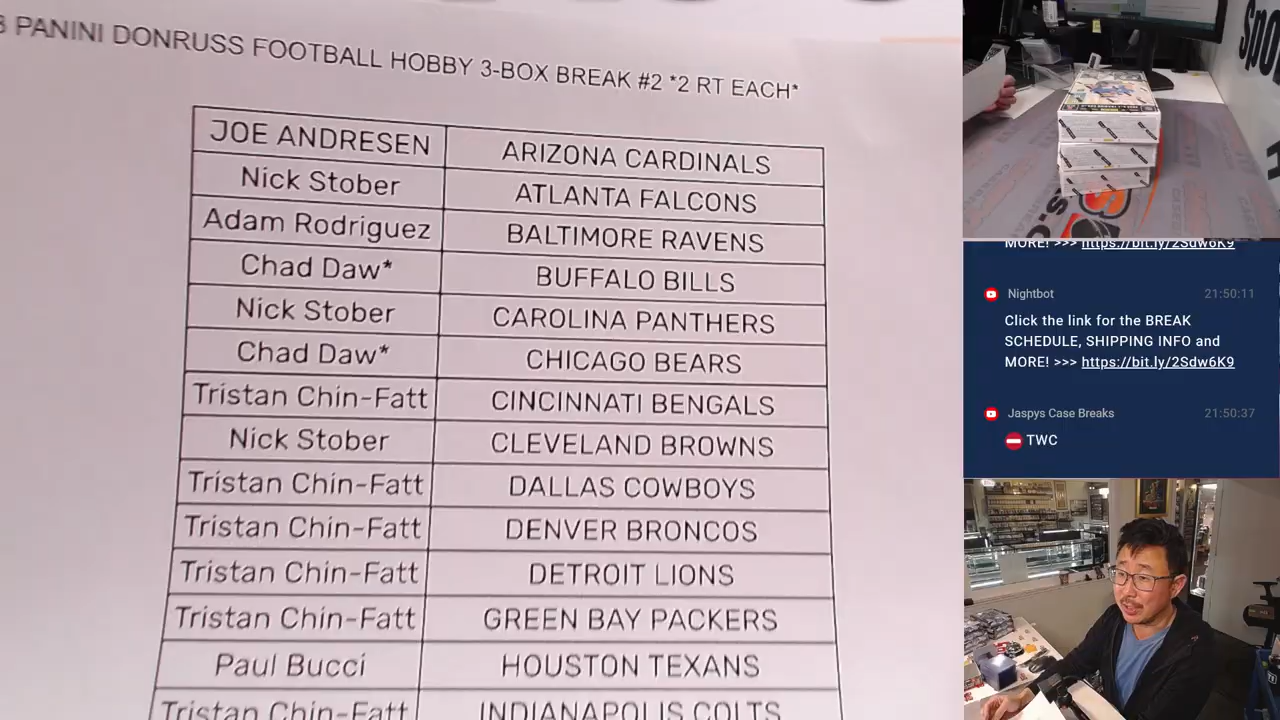 PANINI DONRUSS FOOTBALL HOBBY 3-BOX BREAK #2 *2 RT EACH*
JOE ANDRESEN ARIZONA CARDINALS
Nick Stober ATLANTA FALCONS
Adam Rodriguez BALTIMORE RAVENS
Chad Daw* BUFFALO BILLS
Nick Stober CAROLINA PANTHERS
Chad Daw* CHICAGO BEARS
Tristan Chin-Fatt CINCINNATI BENGALS
Nick Stober CLEVELAND BROWNS
Tristan Chin-Fatt DALLAS COWBOYS
Tristan Chin-Fatt DENVER BRONCOS
Tristan Chin-Fatt DETROIT LIONS
Tristan Chin-Fatt GREEN BAY PACKERS
Paul Bucci HOUSTON TEXANS
Tristan Chin-Fatt INDIANAPOLIS COLTS
MORE! >>> https://bit.ly/2Sdw6K9
Nightbot 21:50:11
Click the link for the BREAK
SCHEDULE, SHIPPING INFO and
MORE! >>> https://bit.ly/2Sdw6K9
Jaspys Case Breaks 21:50:37
TWC